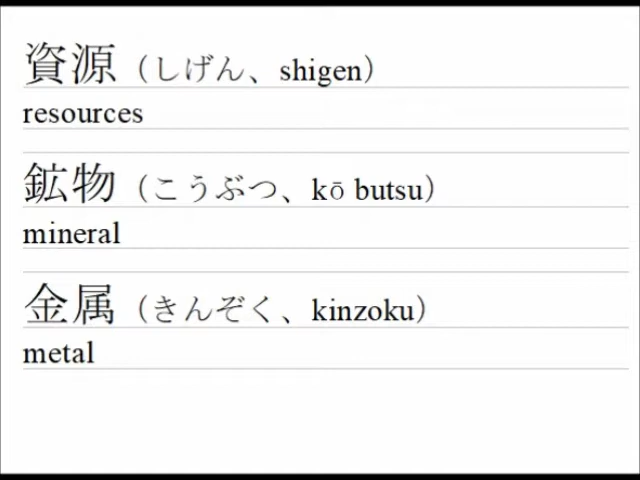 資源（しげん、shigen）
resources
鉱物（こうぶつ、kō butsu）
mineral
金属（きんぞく、kinzoku）
metal